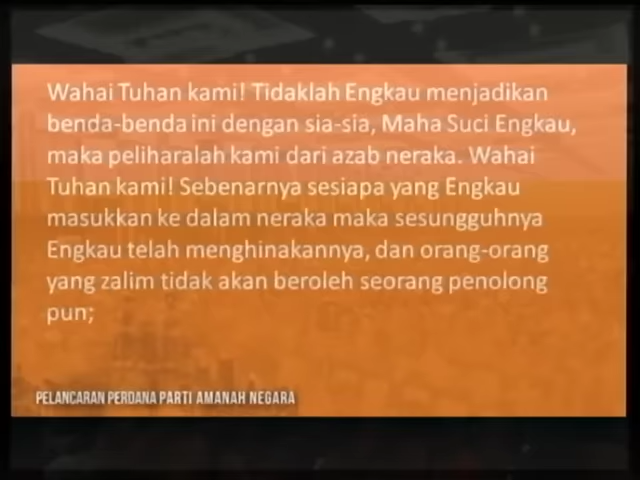 Wahai Tuhan kami! Tidaklah Engkau menjadikan
benda-benda ini dengan sia-sia, Maha Suci Engkau,
maka peliharalah kami dari azab neraka. Wahai
Tuhan kami! Sebenarnya sesiapa yang Engkau
masukkan ke dalam neraka maka sesungguhnya
Engkau telah menghinakannya, dan orang-orang
yang zalim tidak akan beroleh seorang penolong
pun;
PELANCARAN PERDANA PARTI AMANAH NEGARA